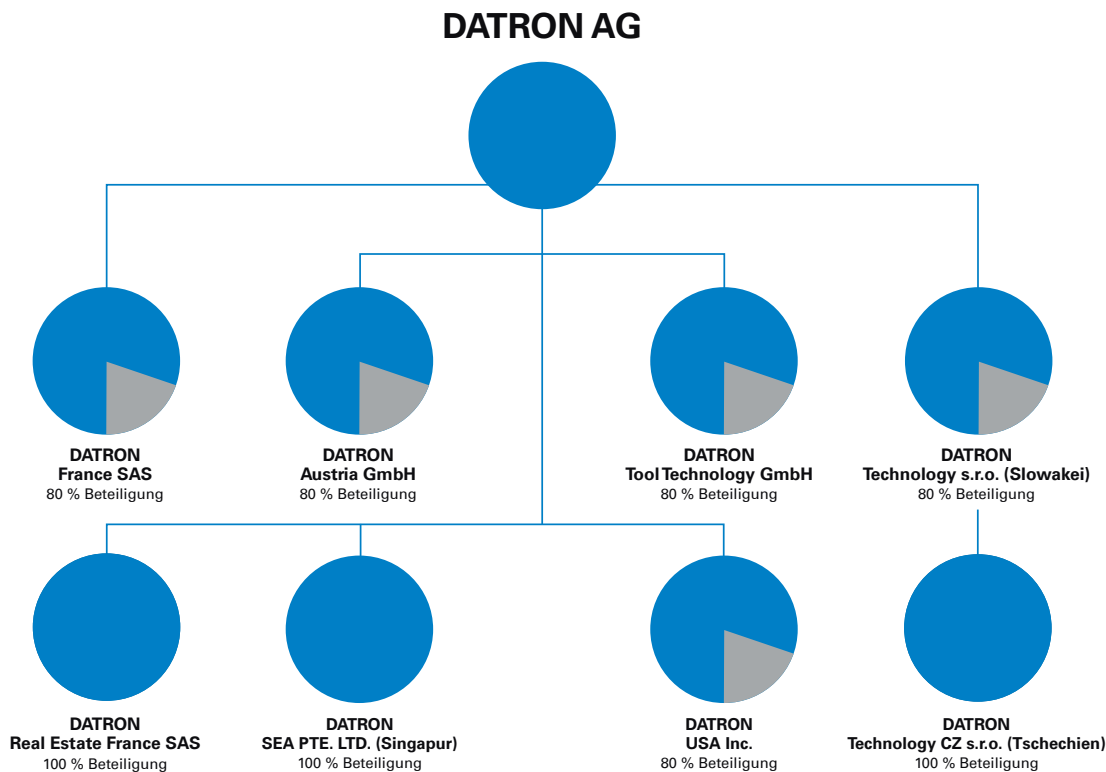 DATRON AG
DATRON
France SAS
80 % Beteiligung
DATRON
Austria GmbH
80 % Beteiligung
DATRON
Tool Technology GmbH
80 % Beteiligung
DATRON
Technology s.r.o. (Slowakei)
80 % Beteiligung
DATRON
Real Estate France SAS
100 % Beteiligung
DATRON
SEA PTE. LTD. (Singapur)
100 % Beteiligung
DATRON
USA Inc.
80 % Beteiligung
DATRON
Technology CZ s.r.o. (Tschechien)
100 % Beteiligung